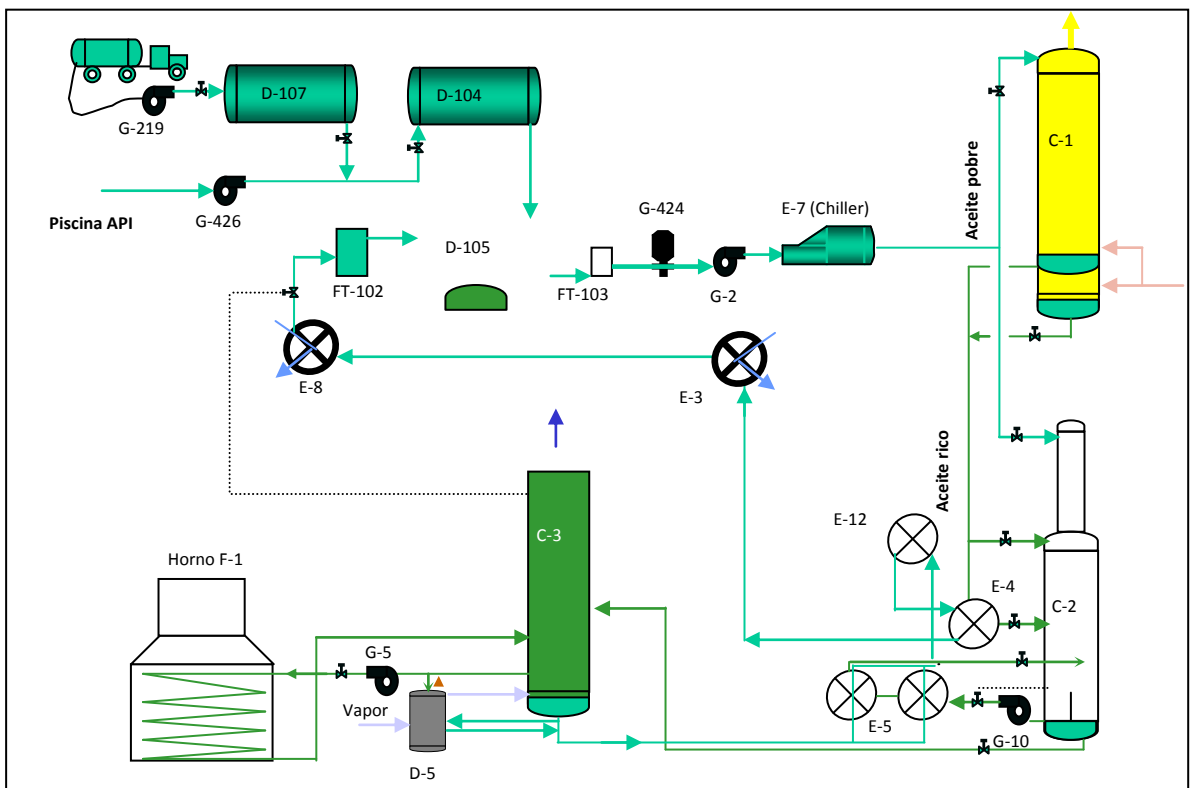 D-107
D-104
G-219
C-1
Piscina API
G-426
Aceite pobre
G-424
E-7 (Chiller)
D-105
FT-102
FT-103
G-2
E-8
E-3
Aceite rico
E-12
C-3
Horno F-1
E-4
C-2
G-5
Vapor
E-5
G-10
D-5